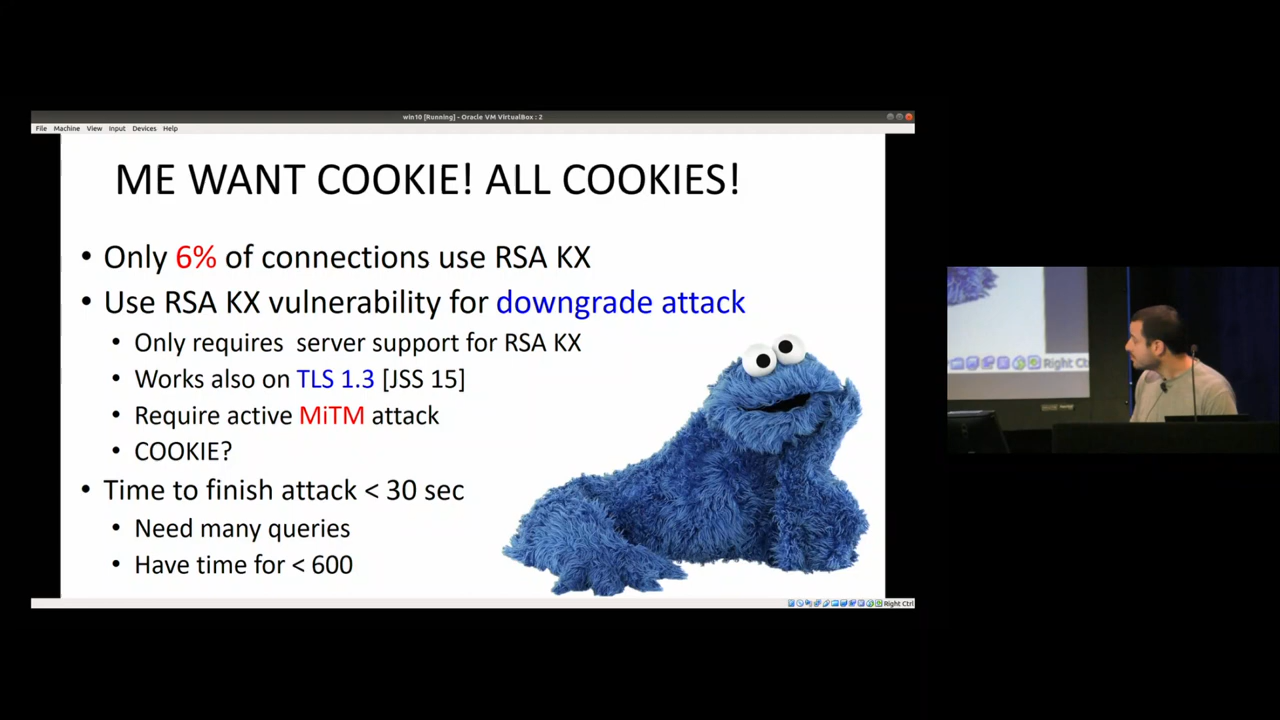 win10 [Running] - Oracle VM VirtualBox : 2
File Machine View Input Devices Help
ME WANT COOKIE! ALL COOKIES!
• Only 6% of connections use RSA KX
• Use RSA KX vulnerability for downgrade attack
• Only requires server support for RSA KX
• Works also on TLS 1.3 [JSS 15]
• Require active MiTM attack
• COOKIE?
• Time to finish attack < 30 sec
• Need many queries
• Have time for < 600
Right Ctrl
Right Ctrl